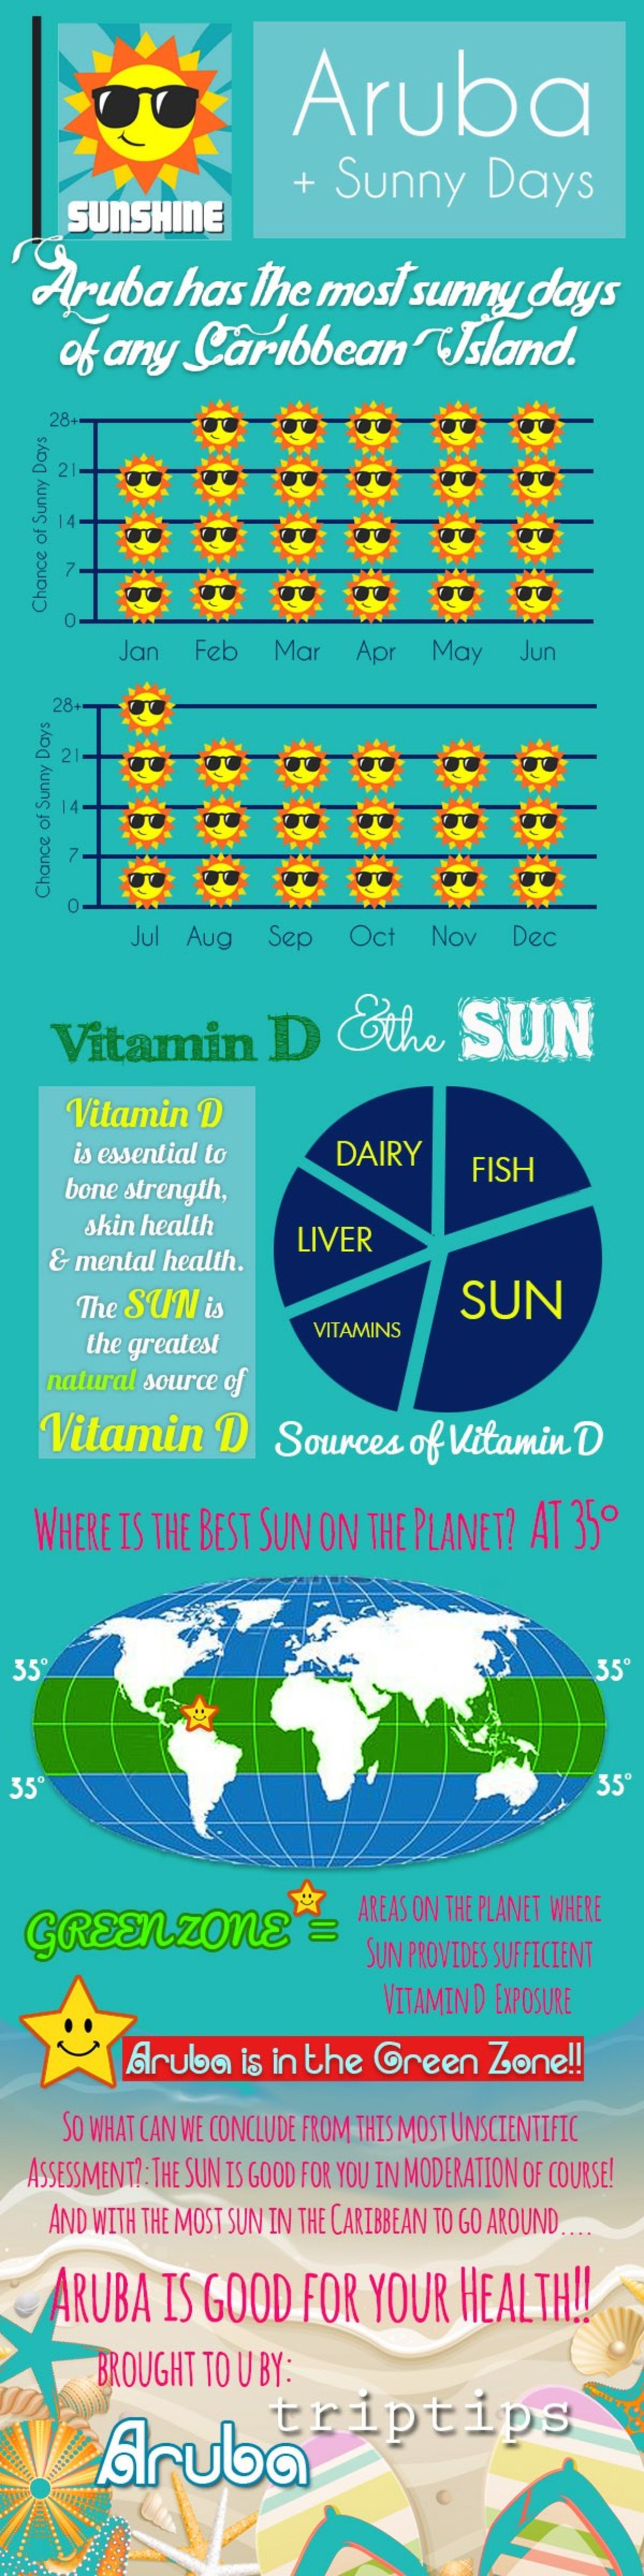 SUNSHINE
Aruba
+ Sunny Days
Aruba has the most sunny days
of any Caribbean Island.
Chance of Sunny Days
28+
21
14
7
0
Jan Feb Mar Apr May Jun
Chance of Sunny Days
28+
21
14
7
0
Jul Aug Sep Oct Nov Dec
Vitamin D & the SUN
Vitamin D
is essential to
bone strength,
skin health
& mental health.
The SUN is
the greatest
natural source of
Vitamin D
DAIRY
FISH
LIVER
SUN
VITAMINS
Sources of Vitamin D
WHERE IS THE BEST SUN ON THE PLANET? AT 35°
35° 35°
35° 35°
GREEN ZONE =
AREAS ON THE PLANET WHERE
SUN PROVIDES SUFFICIENT
VITAMIN D EXPOSURE
Aruba is in the Green Zone!!
SO WHAT CAN WE CONCLUDE FROM THIS MOST UNSCIENTIFIC
ASSESSMENT?: THE SUN IS GOOD FOR YOU IN MODERATION OF COURSE!
AND WITH THE MOST SUN IN THE CARIBBEAN TO GO AROUND....
ARUBA IS GOOD FOR YOUR HEALTH!!
BROUGHT TO U BY:
triptips
Aruba